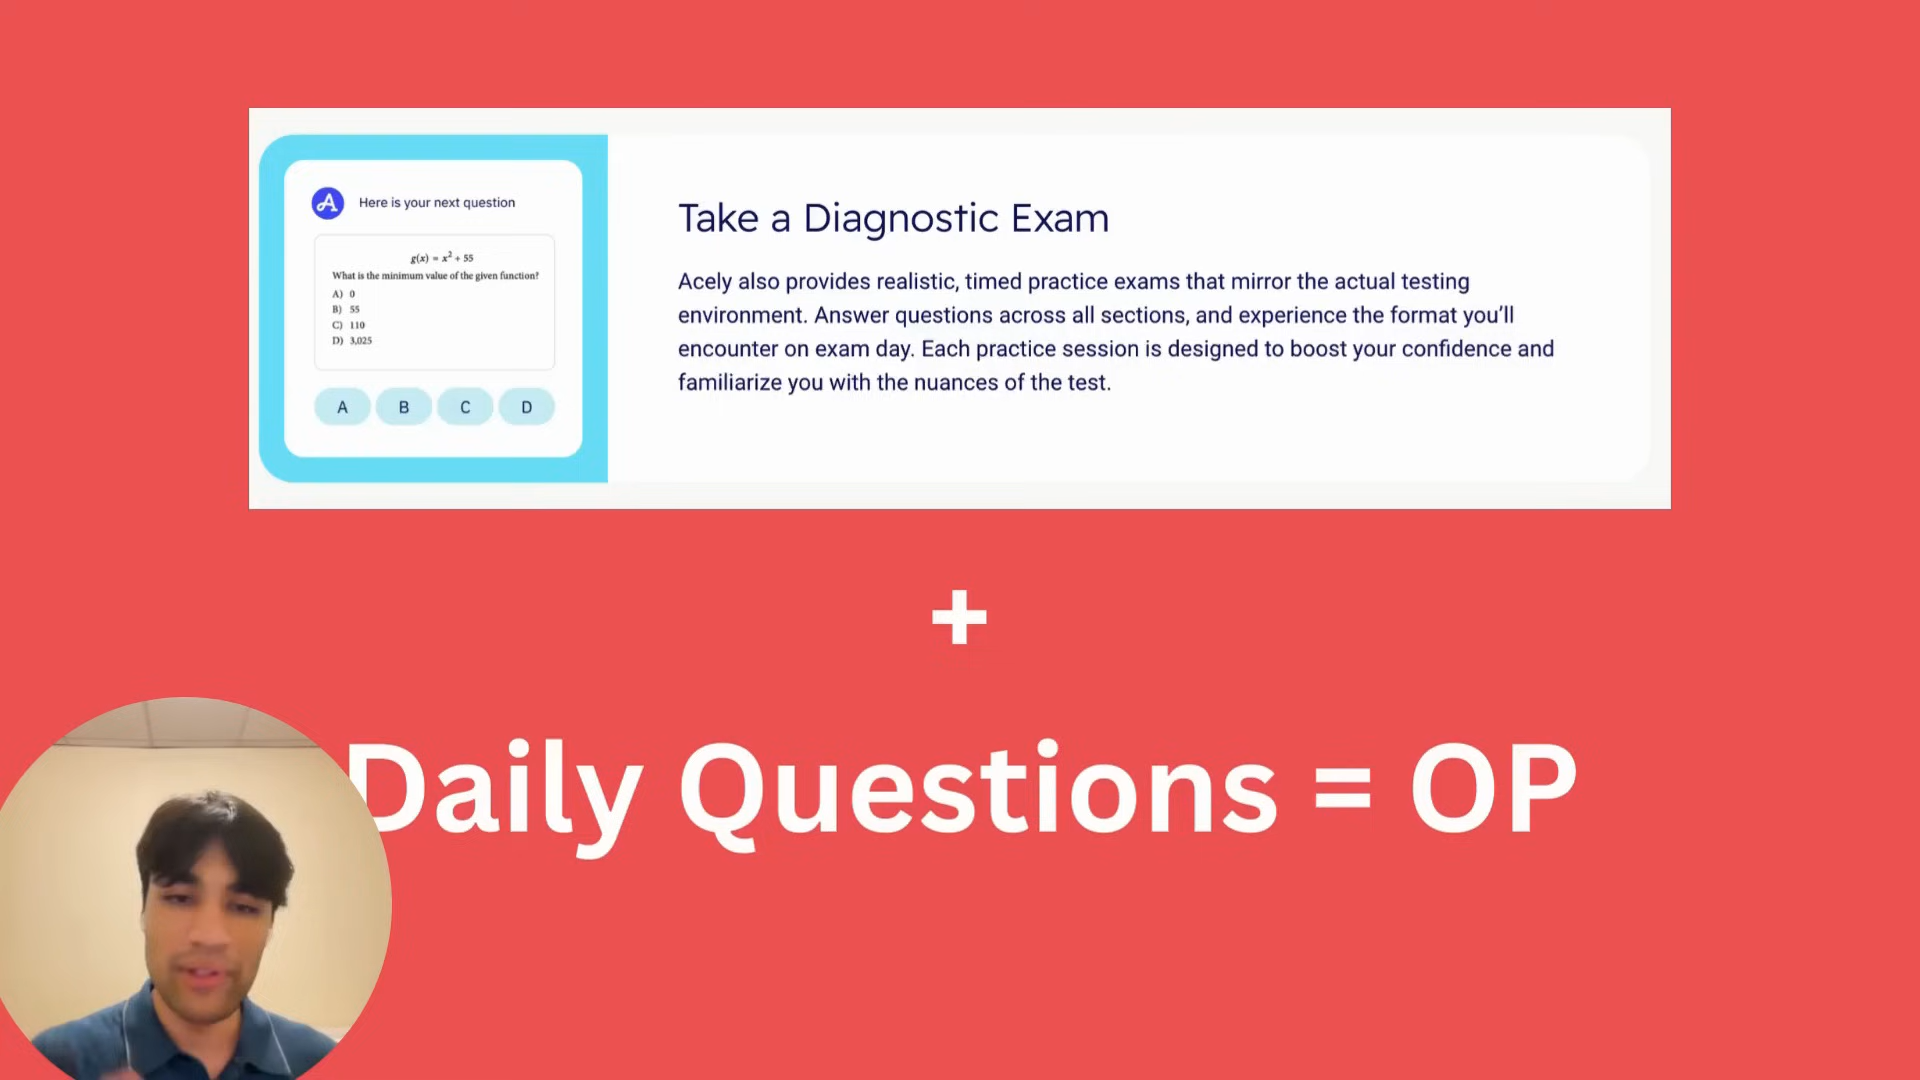 Here is your next question
g(x) = x² + 55
What is the minimum value of the given function?
A) 0
B) 55
C) 110
D) 3,025
A B C D
Take a Diagnostic Exam
Acely also provides realistic, timed practice exams that mirror the actual testing
environment. Answer questions across all sections, and experience the format you’ll
encounter on exam day. Each practice session is designed to boost your confidence and
familiarize you with the nuances of the test.
+
Daily Questions = OP